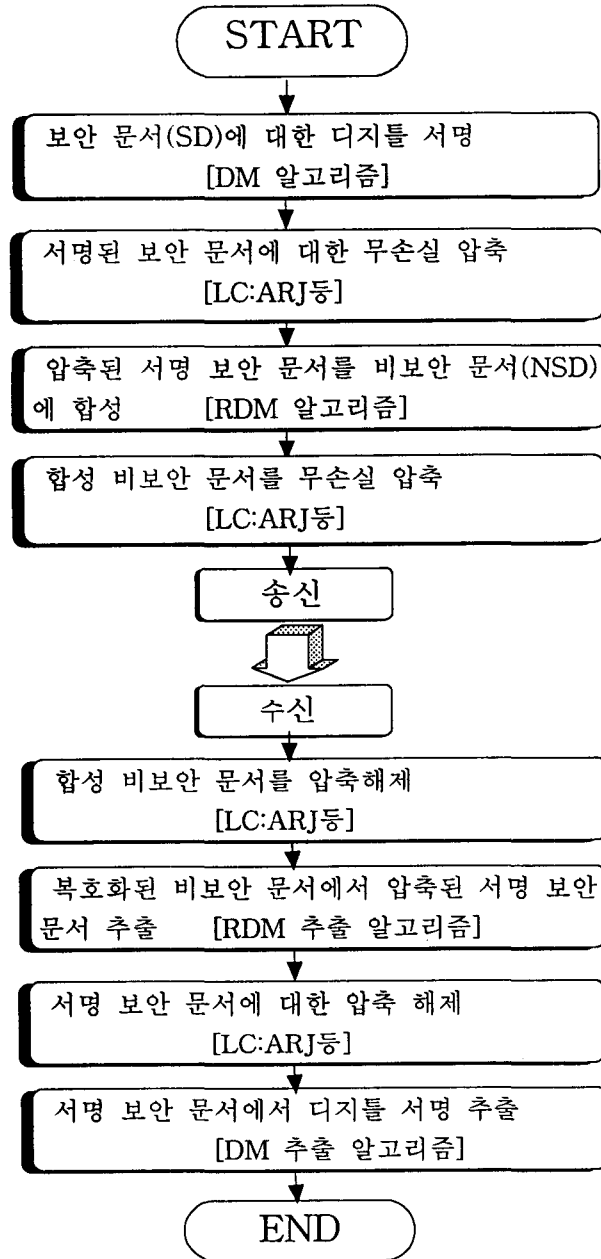 START
보안 문서(SD)에 대한 디지틀 서명
[DM 알고리즘]
서명된 보안 문서에 대한 무손실 압축
[LC:ARJ등]
압축된 서명 보안 문서를 비보안 문서(NSD)
에 합성 [RDM 알고리즘]
합성 비보안 문서를 무손실 압축
[LC:ARJ등]
송신
수신
합성 비보안 문서를 압축해제
[LC:ARJ등]
복호화된 비보안 문서에서 압축된 서명 보안
문서 추출 [RDM 추출 알고리즘]
서명 보안 문서에 대한 압축 해제
[LC:ARJ등]
서명 보안 문서에서 디지틀 서명 추출
[DM 추출 알고리즘]
END